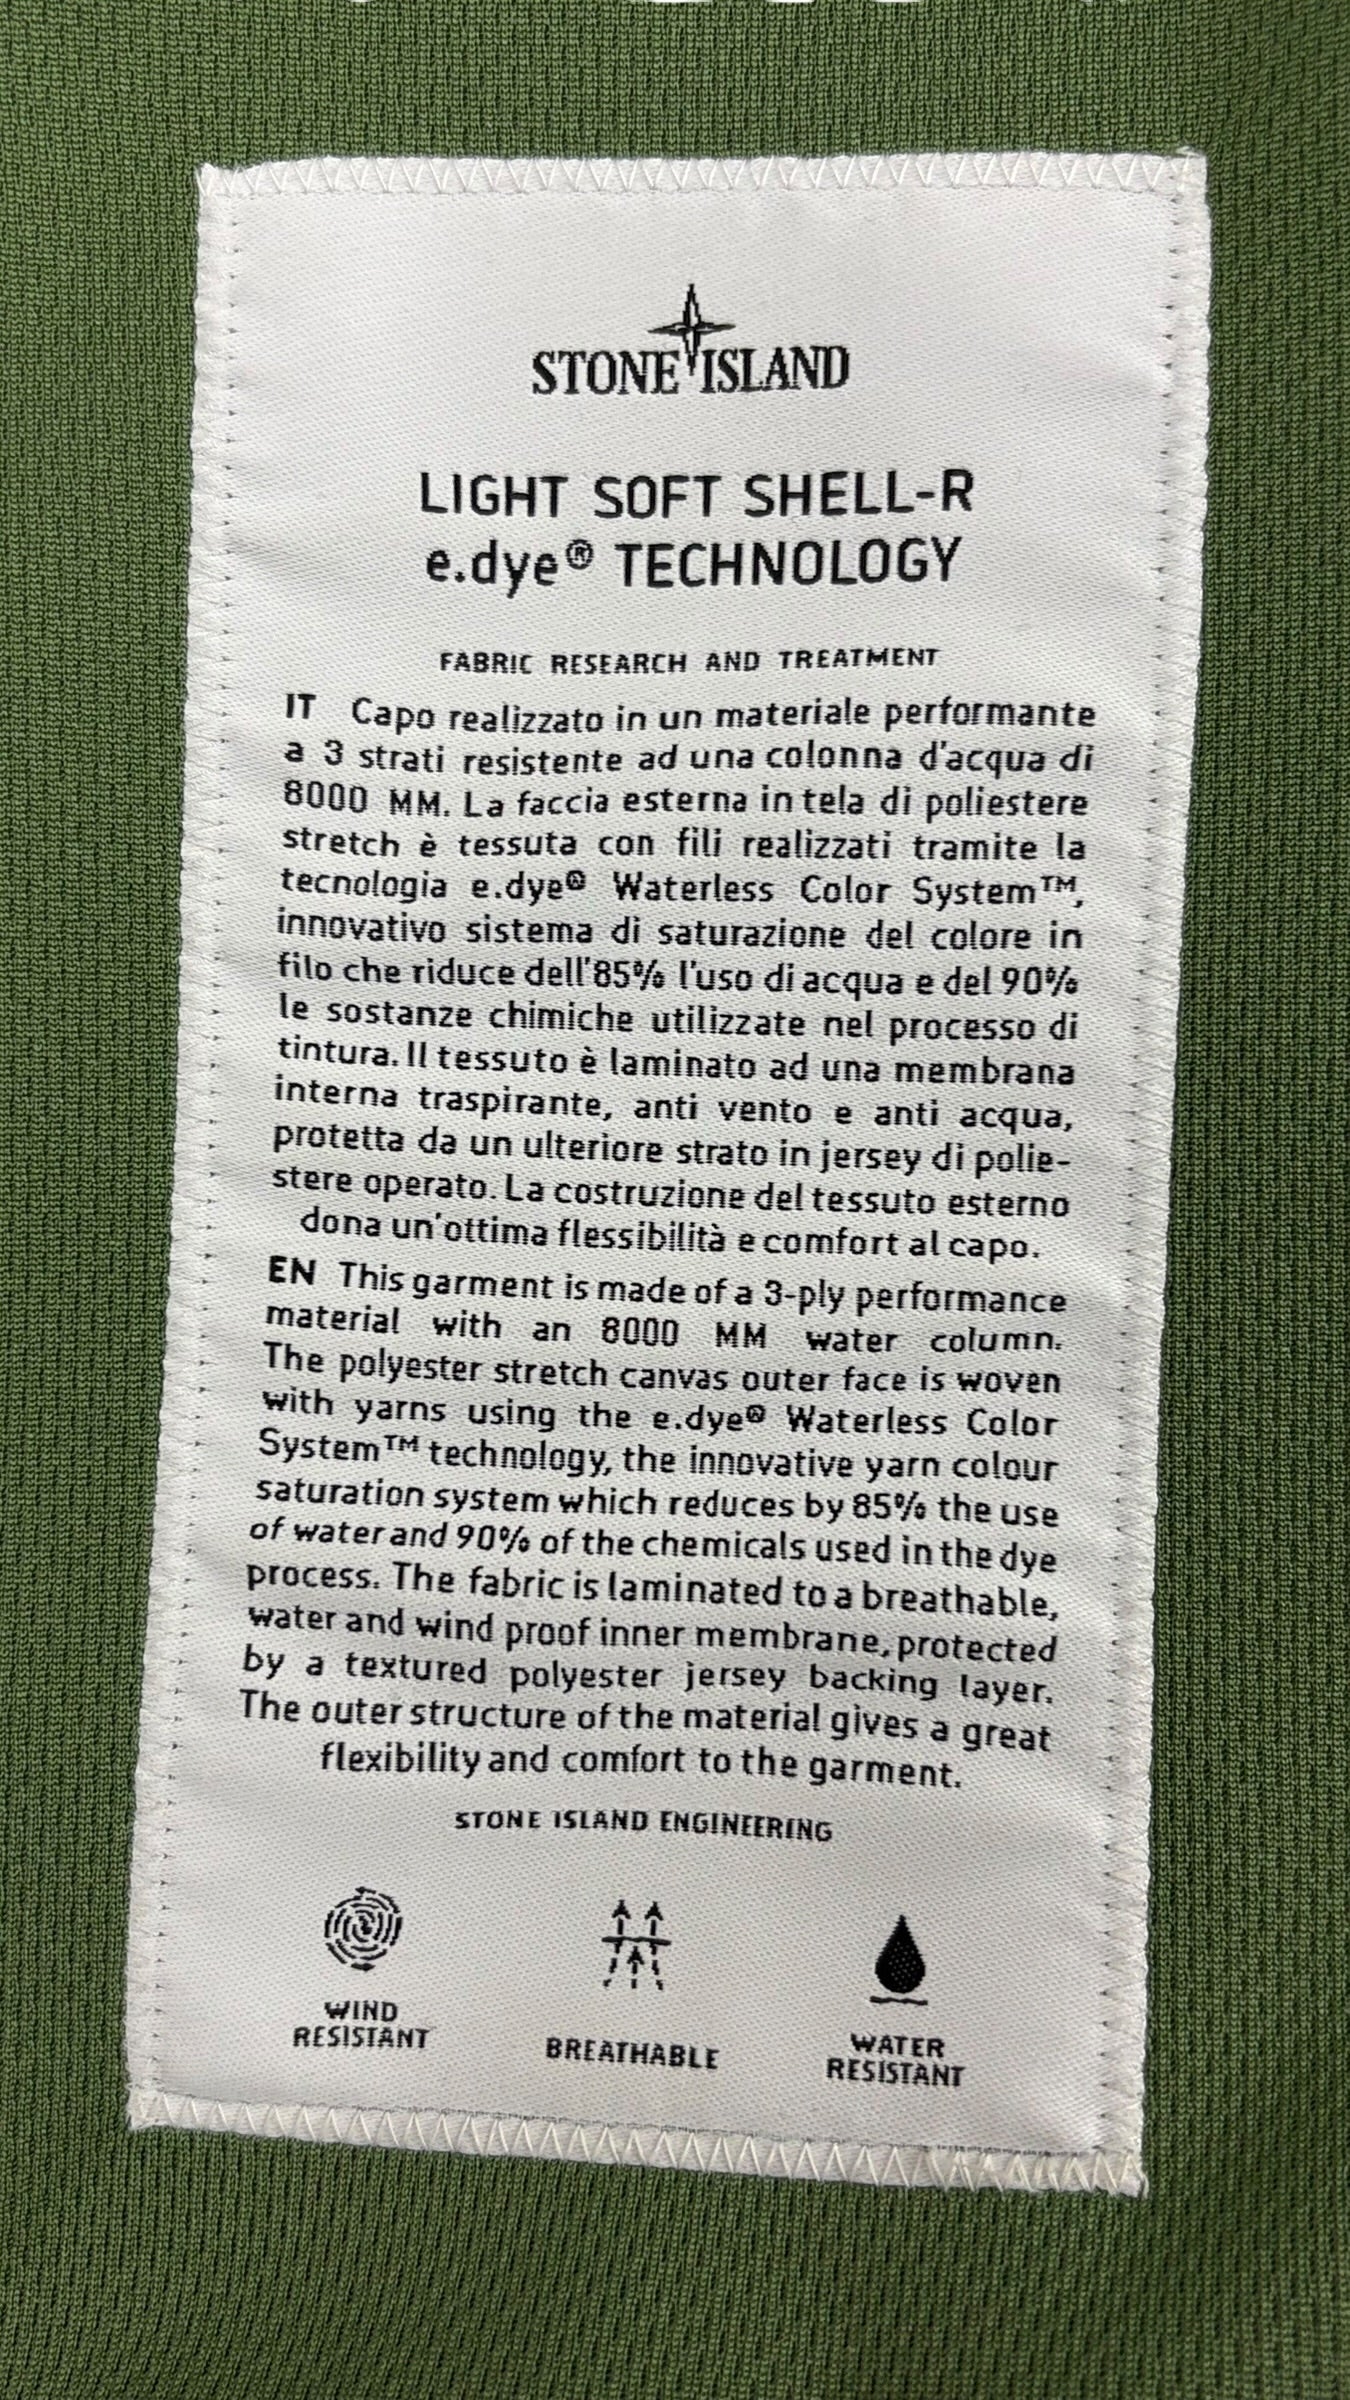 STONE ISLAND
LIGHT SOFT SHELL-R
e.dye® TECHNOLOGY
FABRIC RESEARCH AND TREATMENT
IT Capo realizzato in un materiale performante
a 3 strati resistente ad una colonna d'acqua di
8000 MM. La faccia esterna in tela di poliestere
stretch è tessuta con fili realizzati tramite la
tecnologia e.dye® Waterless Color System™,
innovativo sistema di saturazione del colore in
filo che riduce dell'85% l'uso di acqua e del 90%
le sostanze chimiche utilizzate nel processo di
tintura. Il tessuto è laminato ad una membrana
interna traspirante, anti vento e anti acqua,
protetta da un ulteriore strato in jersey di polie-
stere operato. La costruzione del tessuto esterno
dona un'ottima flessibilità e comfort al capo.
EN This garment is made of a 3-ply performance
material with an 8000 MM water column.
The polyester stretch canvas outer face is woven
with yarns using the e.dye® Waterless Color
System™ technology, the innovative yarn colour
saturation system which reduces by 85% the use
of water and 90% of the chemicals used in the dye
process. The fabric is laminated to a breathable,
water and wind proof inner membrane, protected
by a textured polyester jersey backing layer.
The outer structure of the material gives a great
flexibility and comfort to the garment.
STONE ISLAND ENGINEERING
WIND
RESISTANT
BREATHABLE
WATER
RESISTANT